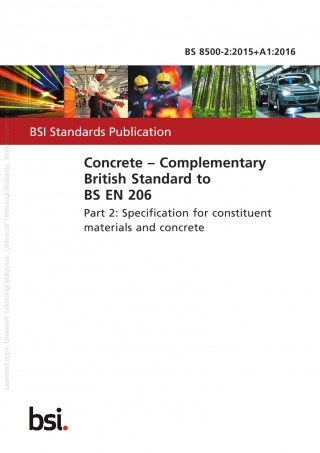 BS 8500-2:2015+A1:2016
BSI Standards Publication
Concrete – Complementary
British Standard to
BS EN 206
Part 2: Specification for constituent
materials and concrete
Licensed copy: Universiti Teknologi Malaysia, Universiti Teknologi Malaysia, Version
bsi.